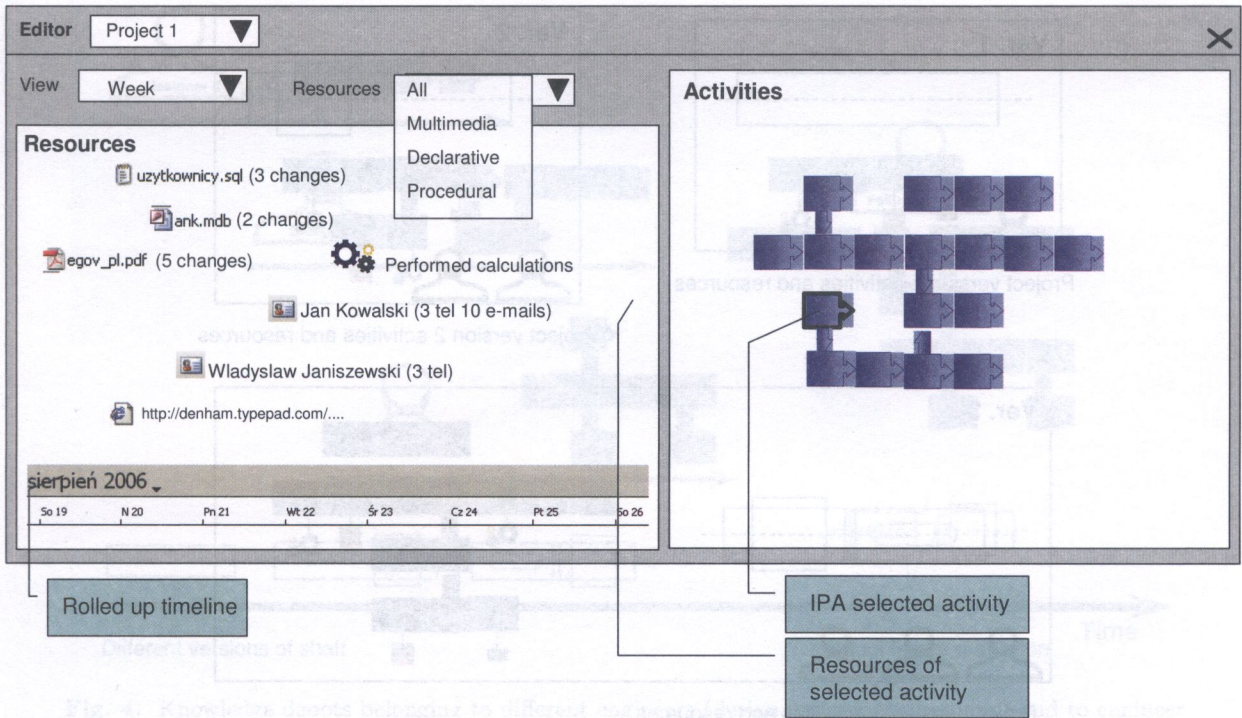 Editor Project 1
View Week Resources All
Multimedia
Declarative
Procedural
Resources
uzytkownicy.sql (3 changes)
ank.mdb (2 changes)
egov_pl.pdf (5 changes)
Performed calculations
Jan Kowalski (3 tel 10 e-mails)
Wladyslaw Janiszewski (3 tel)
http://denham.typepad.com/....
sierpień 2006
So 19 N 20 Pn 21 Wt 22 Śr 23 Cz 24 Pt 25 So 26
Activities
Rolled up timeline
IPA selected activity
Resources of
selected activity